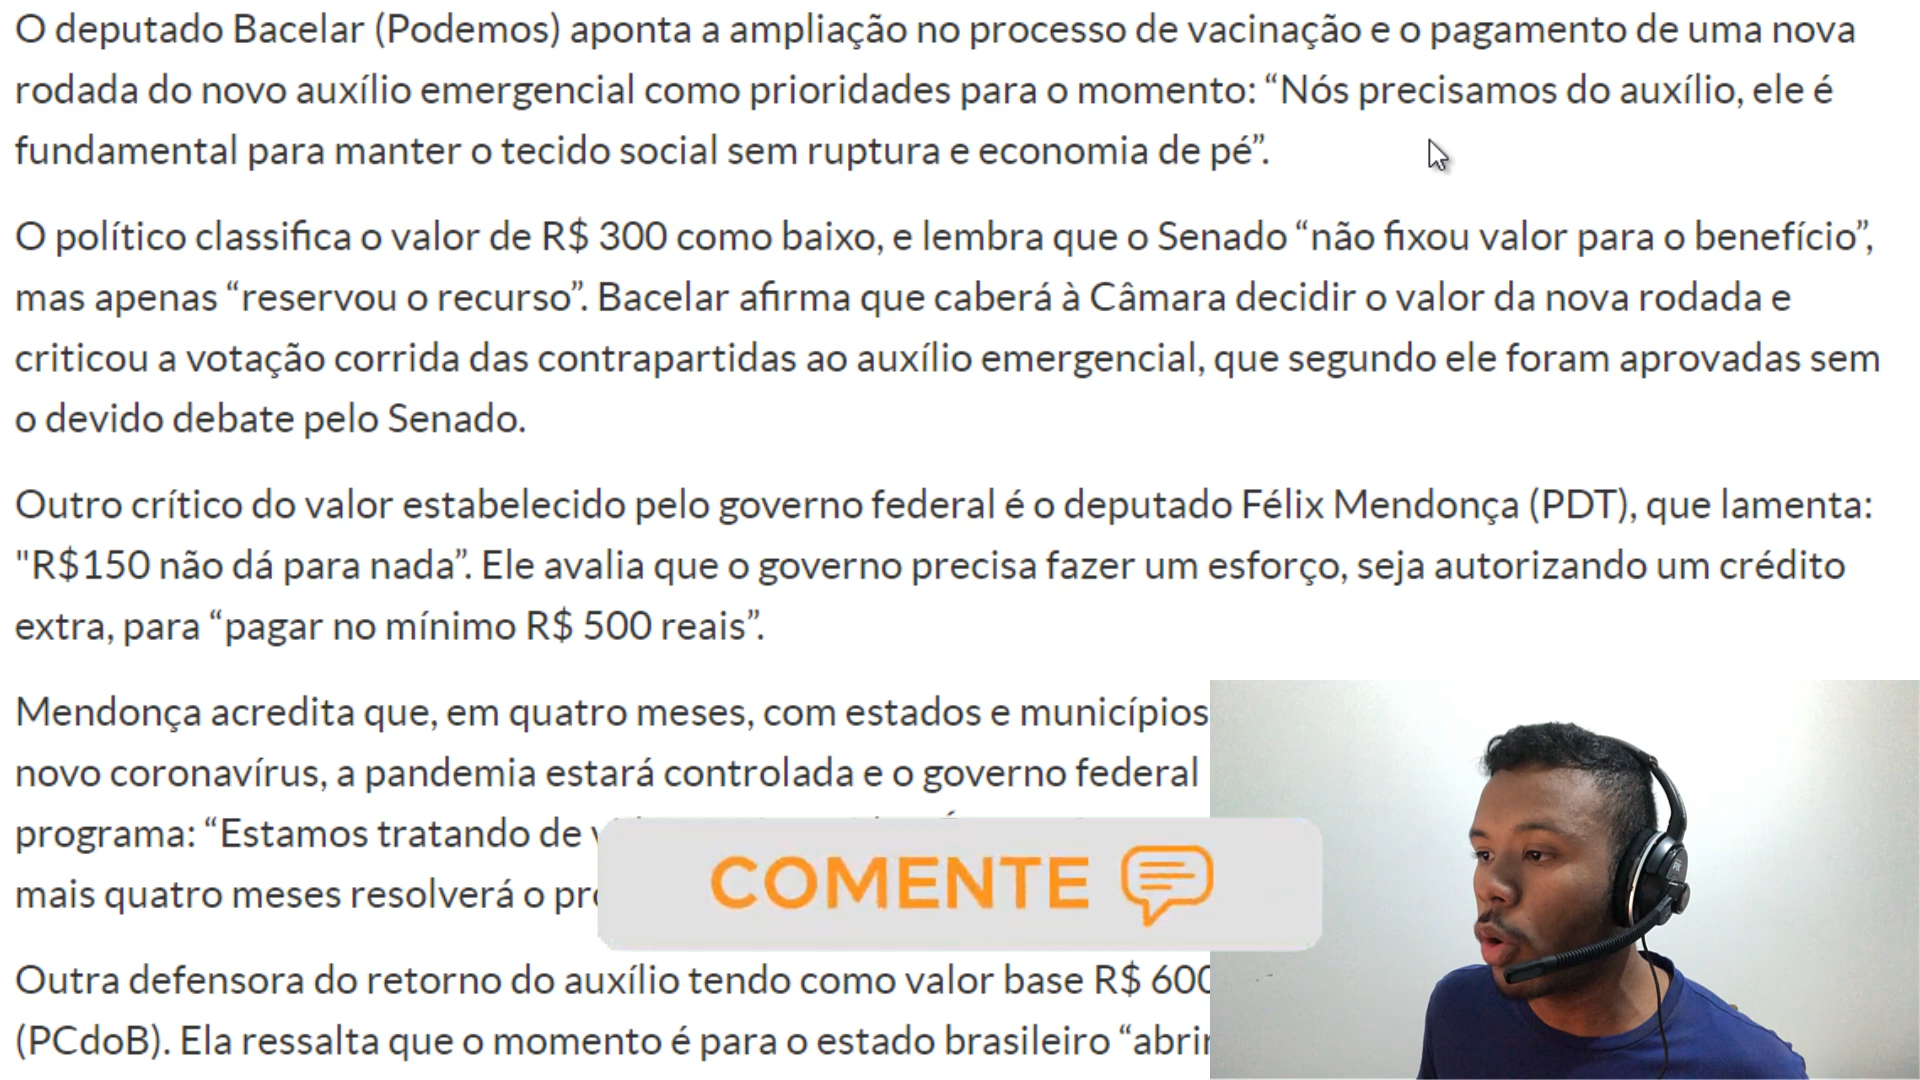 O deputado Bacelar (Podemos) aponta a ampliação no processo de vacinação e o pagamento de uma nova
rodada do novo auxílio emergencial como prioridades para o momento: “Nós precisamos do auxílio, ele é
fundamental para manter o tecido social sem ruptura e economia de pé”.
O político classifica o valor de R$ 300 como baixo, e lembra que o Senado “não fixou valor para o benefício”,
mas apenas “reservou o recurso”. Bacelar afirma que caberá à Câmara decidir o valor da nova rodada e
criticou a votação corrida das contrapartidas ao auxílio emergencial, que segundo ele foram aprovadas sem
o devido debate pelo Senado.
Outro crítico do valor estabelecido pelo governo federal é o deputado Félix Mendonça (PDT), que lamenta:
"R$150 não dá para nada”. Ele avalia que o governo precisa fazer um esforço, seja autorizando um crédito
extra, para “pagar no mínimo R$ 500 reais”.
Mendonça acredita que, em quatro meses, com estados e municípios
novo coronavírus, a pandemia estará controlada e o governo federal
programa: “Estamos tratando de
mais quatro meses resolverá o
COMENTE
Outra defensora do retorno do auxílio tendo como valor base R$ 600
(PCdoB). Ela ressalta que o momento é para o estado brasileiro “abrir